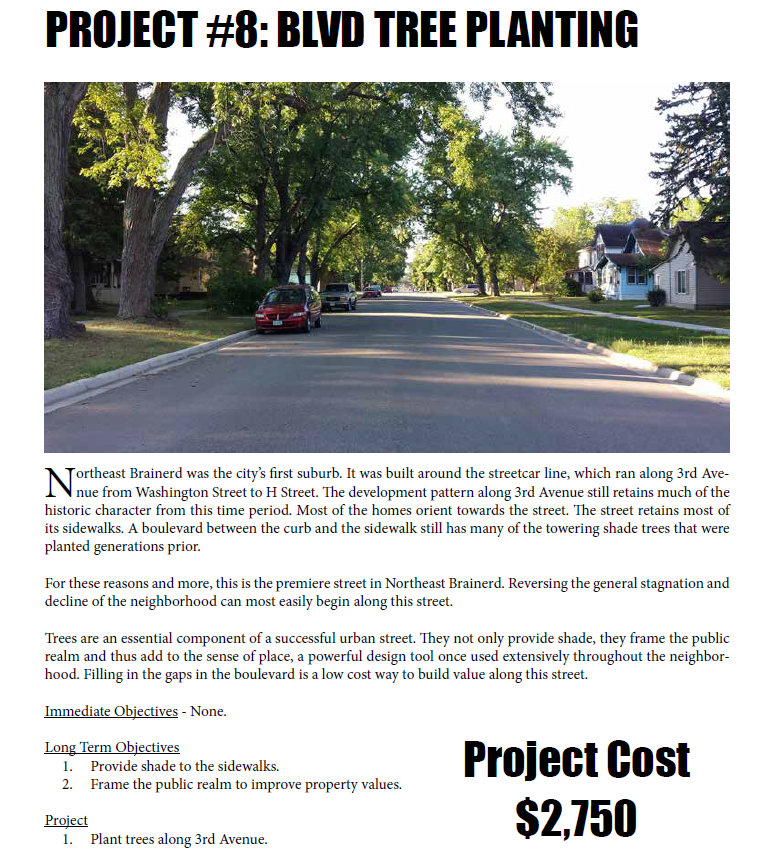 PROJECT #8: BLVD TREE PLANTING
Northeast Brainerd was the city's first suburb. It was built around the streetcar line, which ran along 3rd Ave-
nue from Washington Street to H Street. The development pattern along 3rd Avenue still retains much of the
historic character from this time period. Most of the homes orient towards the street. The street retains most of
its sidewalks. A boulevard between the curb and the sidewalk still has many of the towering shade trees that were
planted generations prior.
For these reasons and more, this is the premiere street in Northeast Brainerd. Reversing the general stagnation and
decline of the neighborhood can most easily begin along this street.
Trees are an essential component of a successful urban street. They not only provide shade, they frame the public
realm and thus add to the sense of place, a powerful design tool once used extensively throughout the neighbor-
hood. Filling in the gaps in the boulevard is a low cost way to build value along this street.
Immediate Objectives - None.
Long Term Objectives
1. Provide shade to the sidewalks.
2. Frame the public realm to improve property values.
Project
1. Plant trees along 3rd Avenue.
Project Cost
$2,750